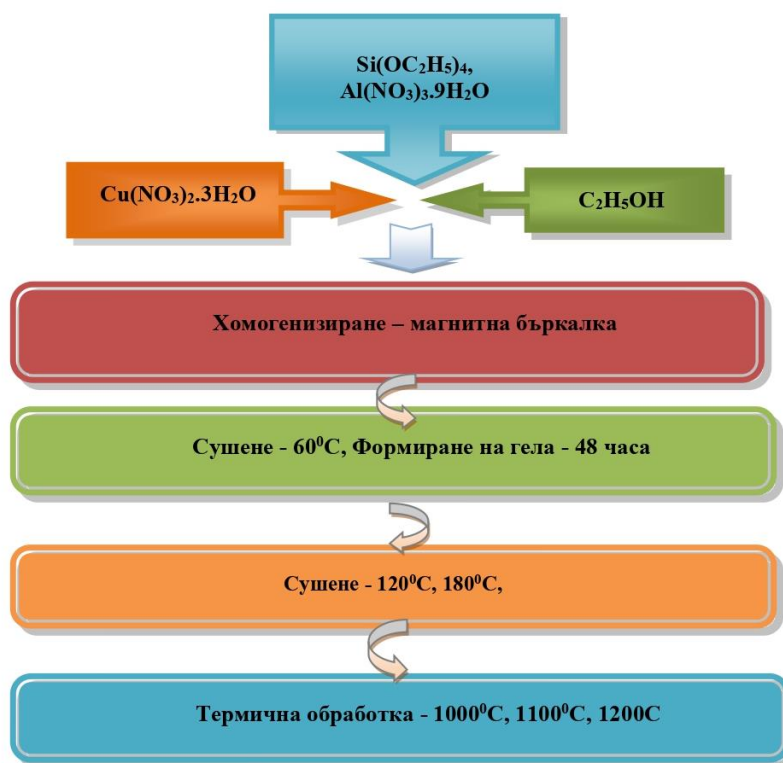 Si(OC₂H₅)₄,
Al(NO₃)₃.9H₂O
Cu(NO₃)₂.3H₂O
C₂H₅OH
Хомогенизиране – магнитна бъркалка
Сушене - 60⁰C, Формиране на гела - 48 часа
Сушене - 120⁰C, 180⁰C,
Термична обработка - 1000⁰C, 1100⁰C, 1200C